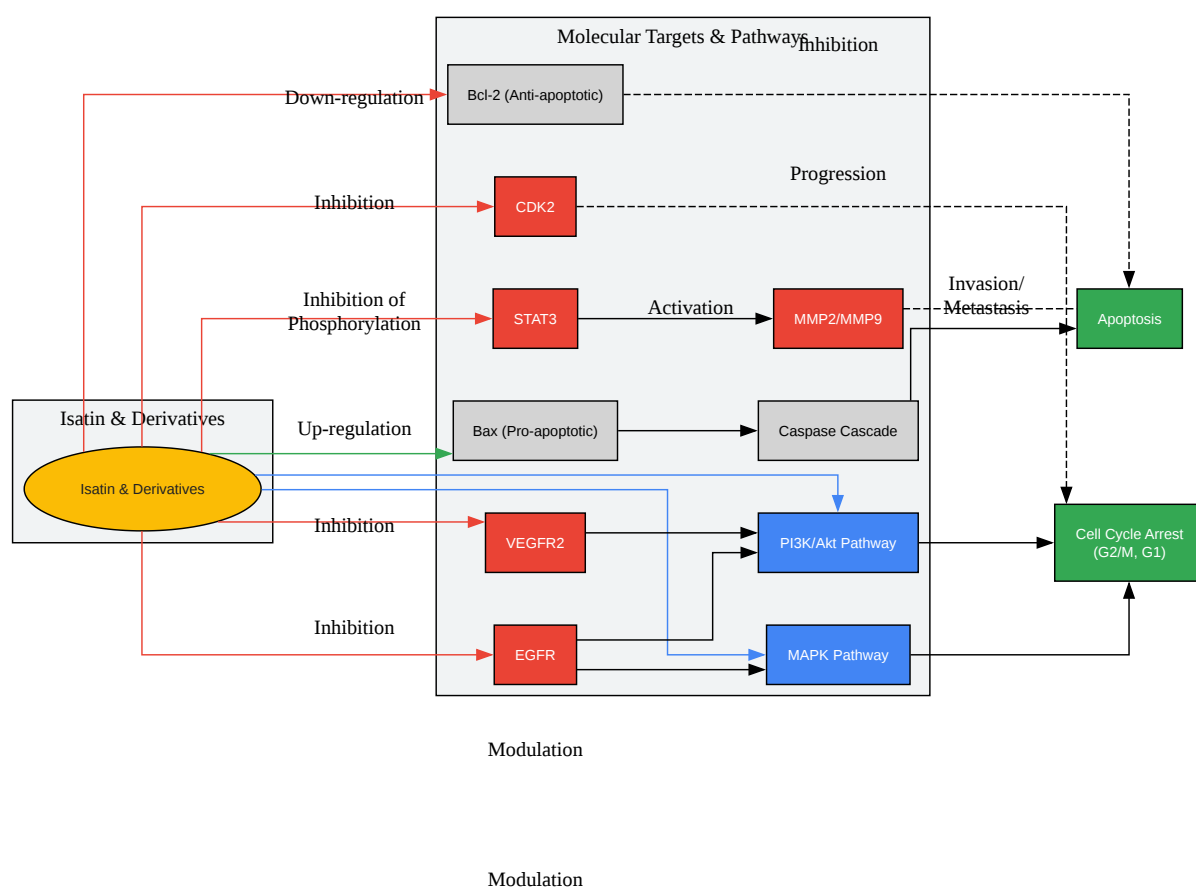 Molecular Targets & Pathways
Inhibition
Down-regulation
Bcl-2 (Anti-apoptotic)
Progression
Inhibition
CDK2
Invasion/
Metastasis
Inhibition of
Phosphorylation
STAT3
Activation
MMP2/MMP9
Apoptosis
Isatin & Derivatives
Up-regulation
Bax (Pro-apoptotic)
Caspase Cascade
Isatin & Derivatives
Inhibition
VEGFR2
PI3K/Akt Pathway
Cell Cycle Arrest
(G2/M, G1)
Inhibition
EGFR
MAPK Pathway
Modulation
Modulation